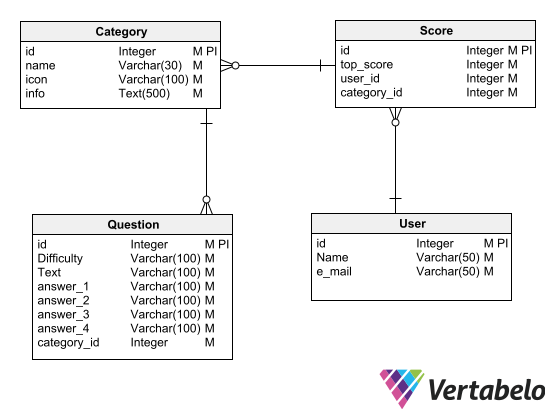 Category
id Integer M PI
name Varchar(30) M
icon Varchar(100) M
info Text(500) M
Score
id Integer M PI
top_score Integer M
user_id Integer M
category_id Integer M
Question
id Integer M PI
Difficulty Varchar(100) M
Text Varchar(100) M
answer_1 Varchar(100) M
answer_2 Varchar(100) M
answer_3 Varchar(100) M
answer_4 Varchar(100) M
category_id Integer M
User
id Integer M PI
Name Varchar(50) M
e_mail Varchar(50) M
Vertabelo